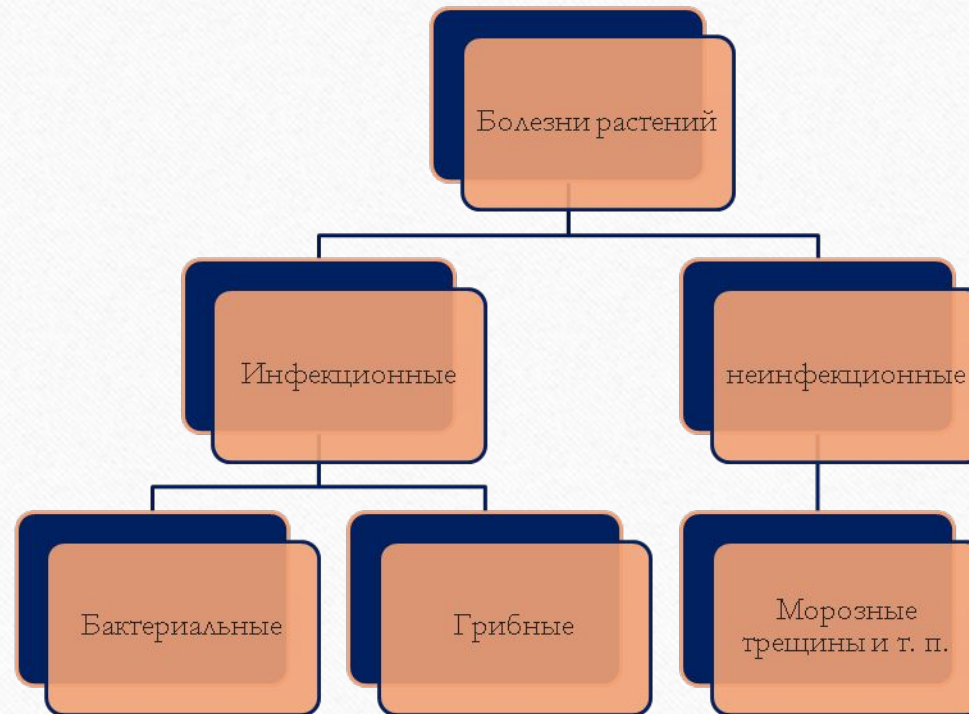 Болезни растений
Инфекционные
неинфекционные
Бактериальные
Грибные
Морозные
трещины и т. п.